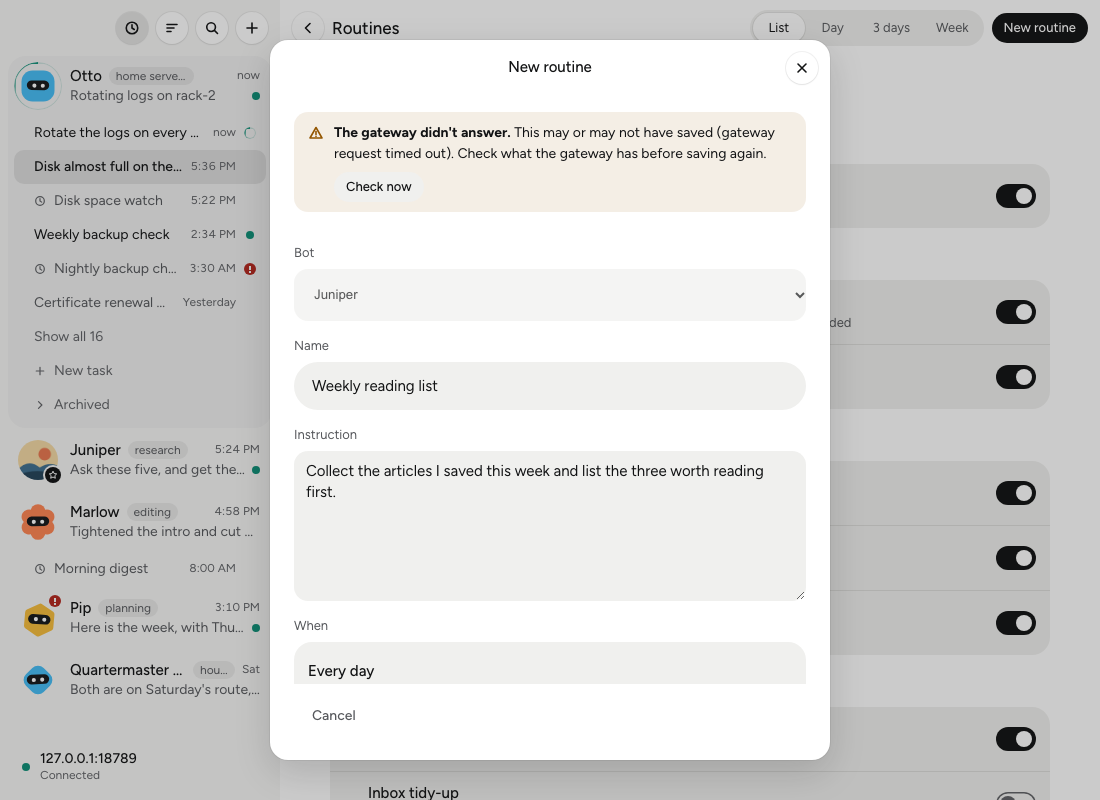 Routines
List
Day
3 days
Week
New routine
Otto
home serve...
now
Rotating logs on rack-2
Rotate the logs on every ...
now
Disk almost full on the...
5:36 PM
Disk space watch
5:22 PM
Weekly backup check
2:34 PM
Nightly backup ch...
3:30 AM
Certificate renewal ...
Yesterday
Show all 16
New task
Archived
Juniper
research
5:24 PM
Ask these five, and get the...
Marlow
editing
4:58 PM
Tightened the intro and cut ...
Morning digest
8:00 AM
Pip
planning
3:10 PM
Here is the week, with Thu...
Quartermaster ...
hou...
Sat
Both are on Saturday's route,...
127.0.0.1:18789
Connected
New routine
The gateway didn't answer. This may or may not have saved (gateway
request timed out). Check what the gateway has before saving again.
Check now
Bot
Juniper
Name
Weekly reading list
Instruction
Collect the articles I saved this week and list the three worth reading
first.
When
Every day
Cancel
ded
Inbox tidy-up